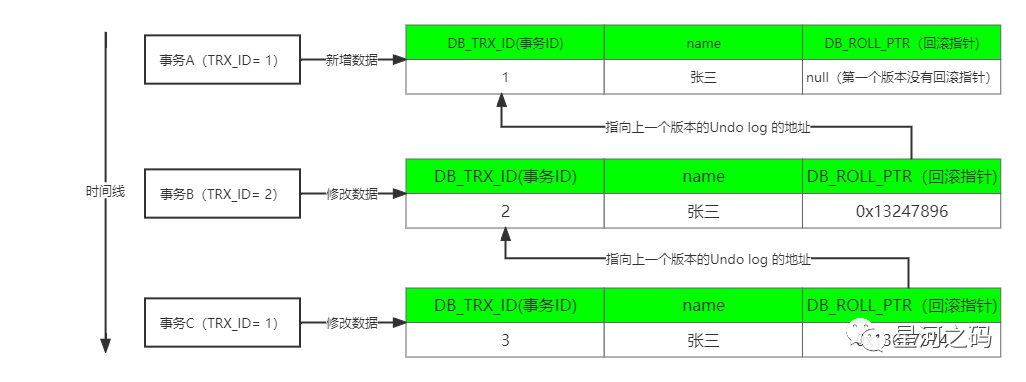 DB_TRX_ID(事务ID) name DB_ROLL_PTR（回滚指针)
事务A（TRX_ID= 1） 新增数据 1 张三 null（第一个版本没有回滚指针）
指向上一个版本的Undo log 的地址
DB_TRX_ID(事务ID) name DB_ROLL_PTR（回滚指针)
时间线 事务B（TRX_ID= 2） 修改数据 2 张三 0x13247896
指向上一个版本的Undo log 的地址
DB_TRX_ID(事务ID) name DB_ROLL_PTR（回滚指针)
事务C（TRX_ID= 1） 修改数据 3 张三
星河之码